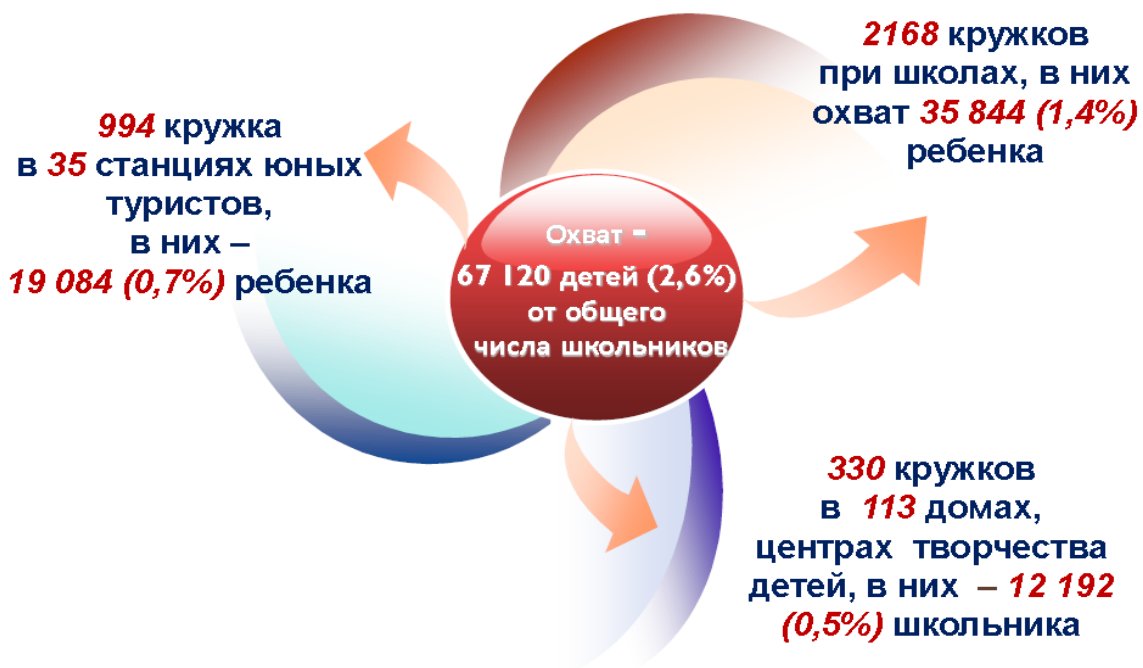 994 кружка
в 35 станциях юных
туристов,
в них –
19 084 (0,7%) ребенка
2168 кружков
при школах, в них
охват 35 844 (1,4%)
ребенка
Охват -
67 120 детей (2,6%)
от общего
числа школьников
330 кружков
в 113 домах,
центрах творчества
детей, в них – 12 192
(0,5%) школьника